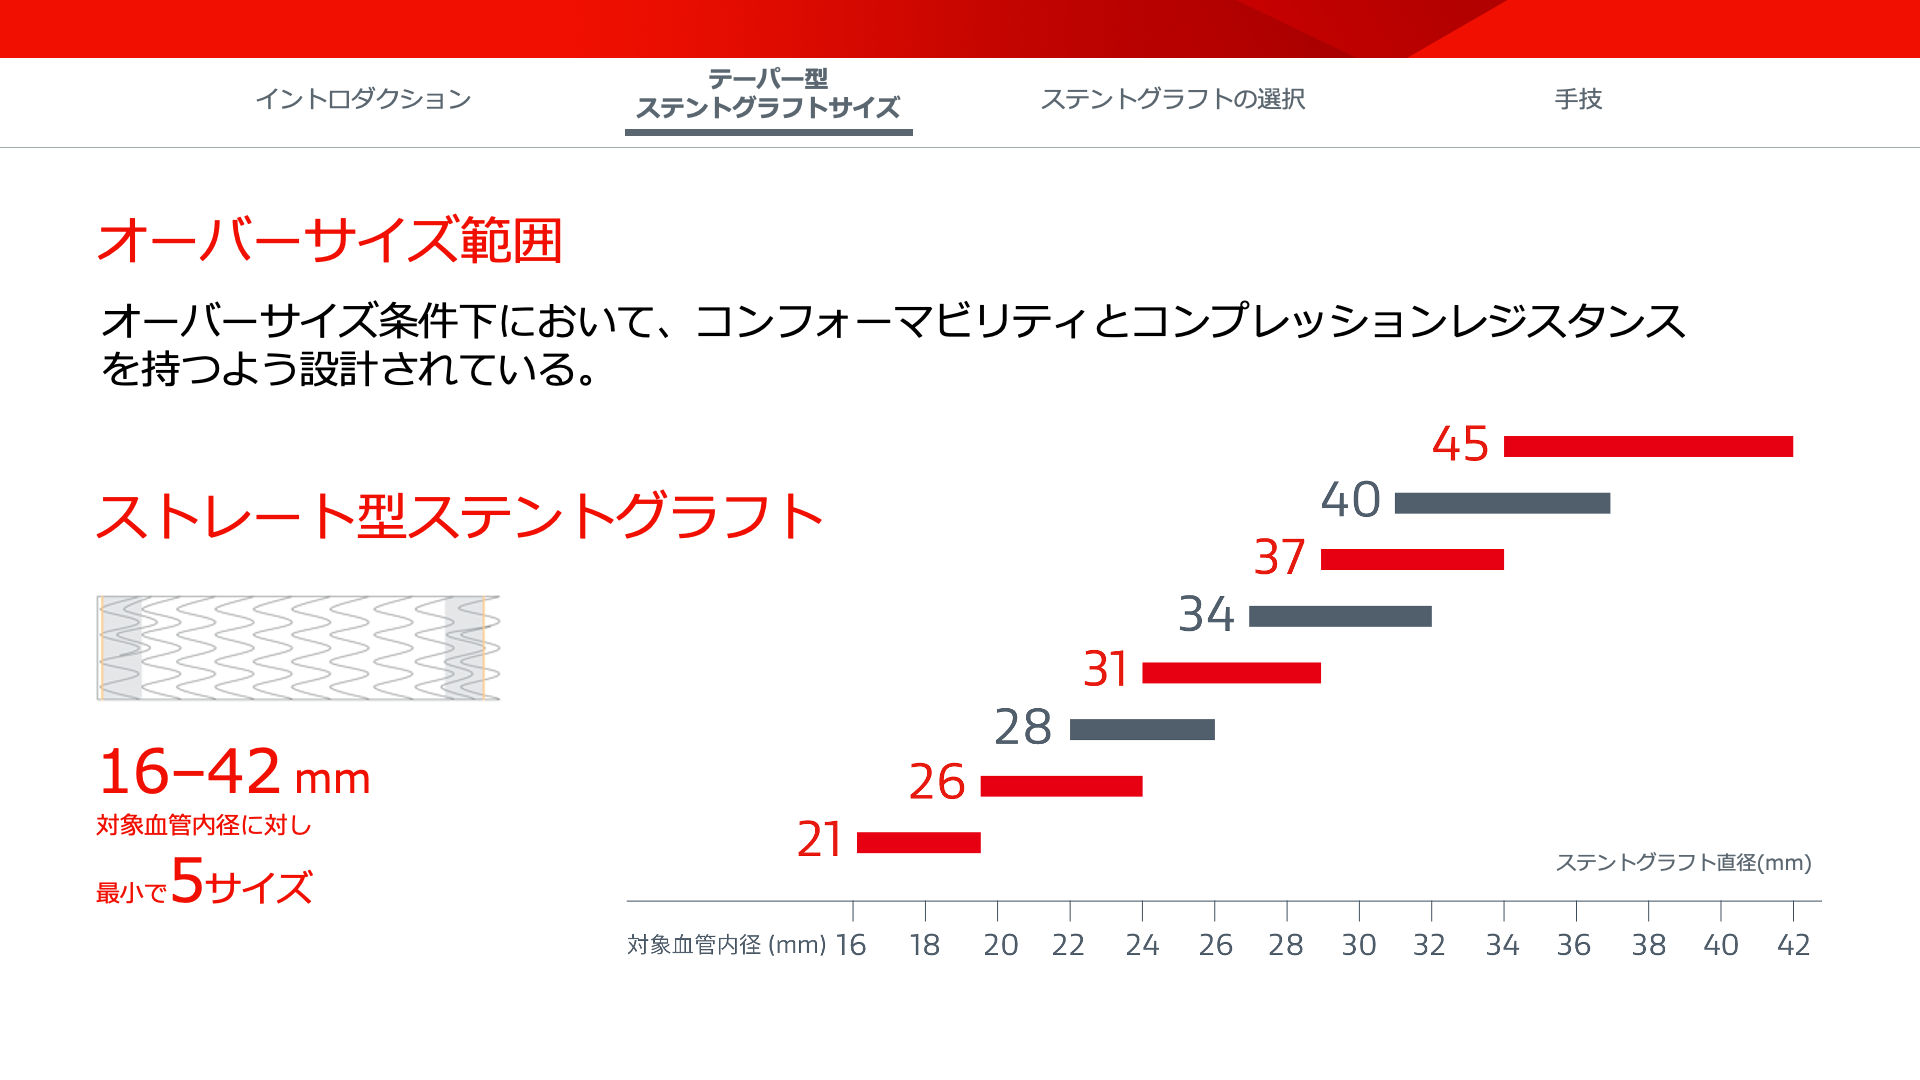 イントロダクション
テーパー型
ステントグラフトサイズ
ステントグラフトの選択
手技
オーバーサイズ範囲
オーバーサイズ条件下において、コンフォーマビリティとコンプレッションレジスタンス
を持つよう設計されている。
ストレート型ステントグラフト
16–42 mm
対象血管内径に対し
最小で5サイズ
45
40
37
34
31
28
26
21
ステントグラフト直径(mm)
対象血管内径 (mm) 16 18 20 22 24 26 28 30 32 34 36 38 40 42